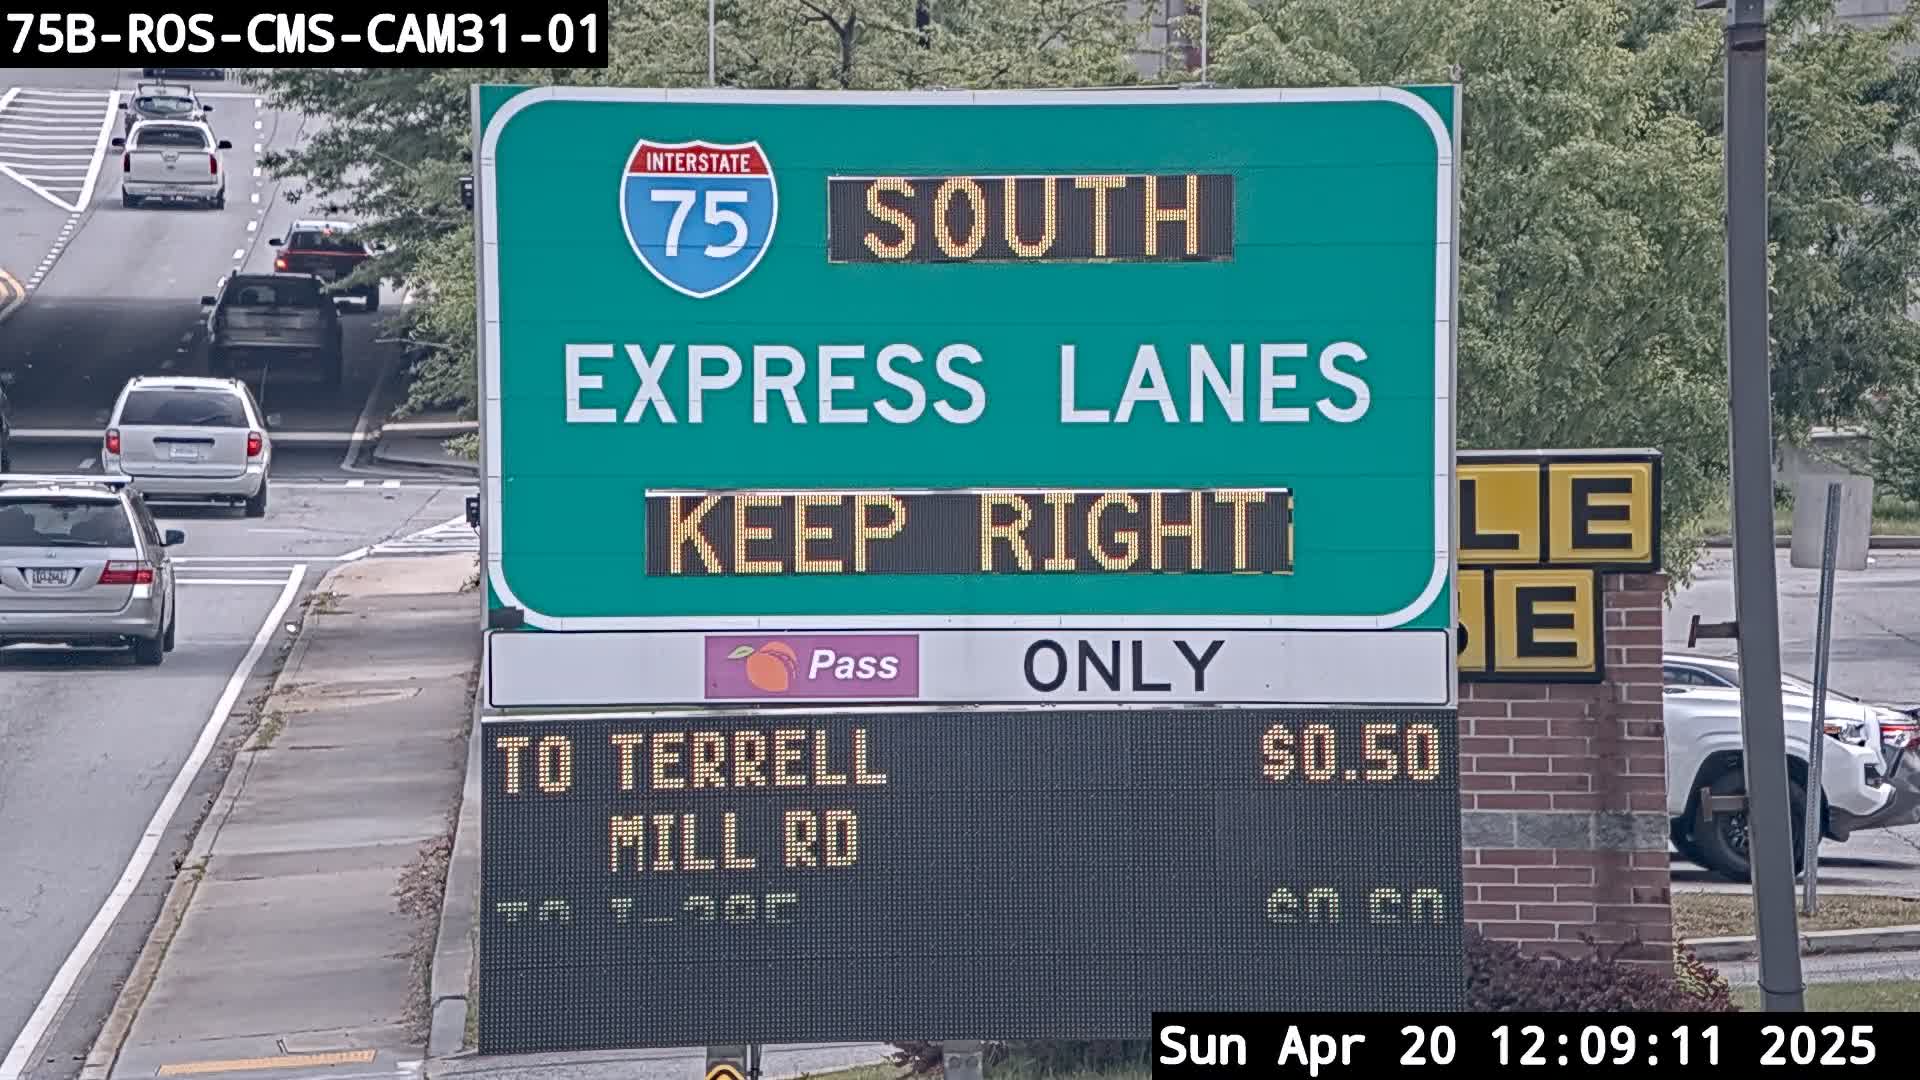 75B-ROS-CMS-CAM31-01
INTERSTATE
75
SOUTH
EXPRESS LANES
KEEP RIGHT
LE
E
Pass ONLY
TO TERRELL $0.50
MILL RD
Sun Apr 20 12:09:11 2025